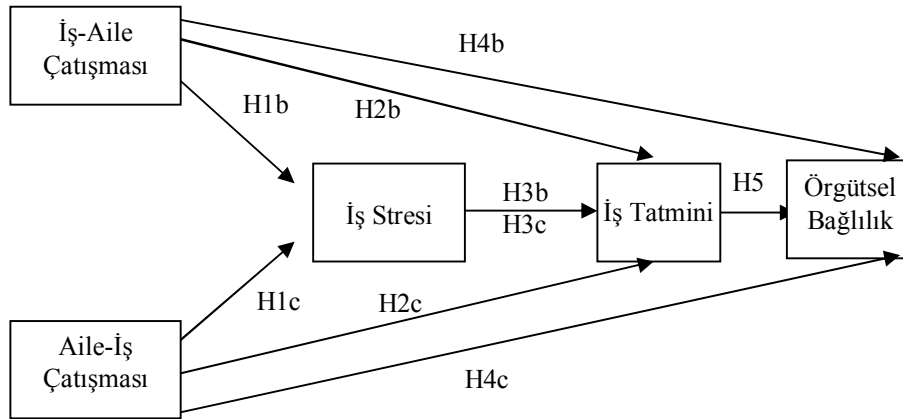 İş-Aile
Çatışması
H4b
H1b
H2b
İş Stresi
H3b
H3c
İş Tatmini
H5
Örgütsel
Bağlılık
H1c
H2c
Aile-İş
Çatışması
H4c